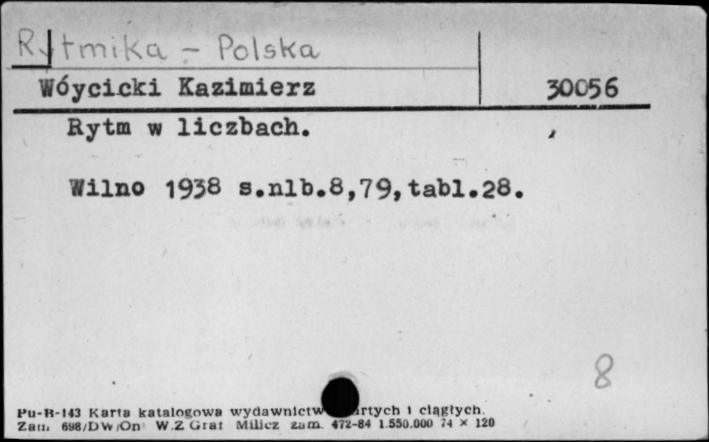 Rytmika - Polska
Wóycicki Kazimierz 30056
Rytm w liczbach.
Wilno 1938 s.nlb.8,79,tabl.28.
8
Pu-B-143 Karta katalogowa wydawnictw rtych i ciągłych.
Zam. 698/DW/On W.Z Graf Milicz zam. 472-84 1.550.000 74 × 120